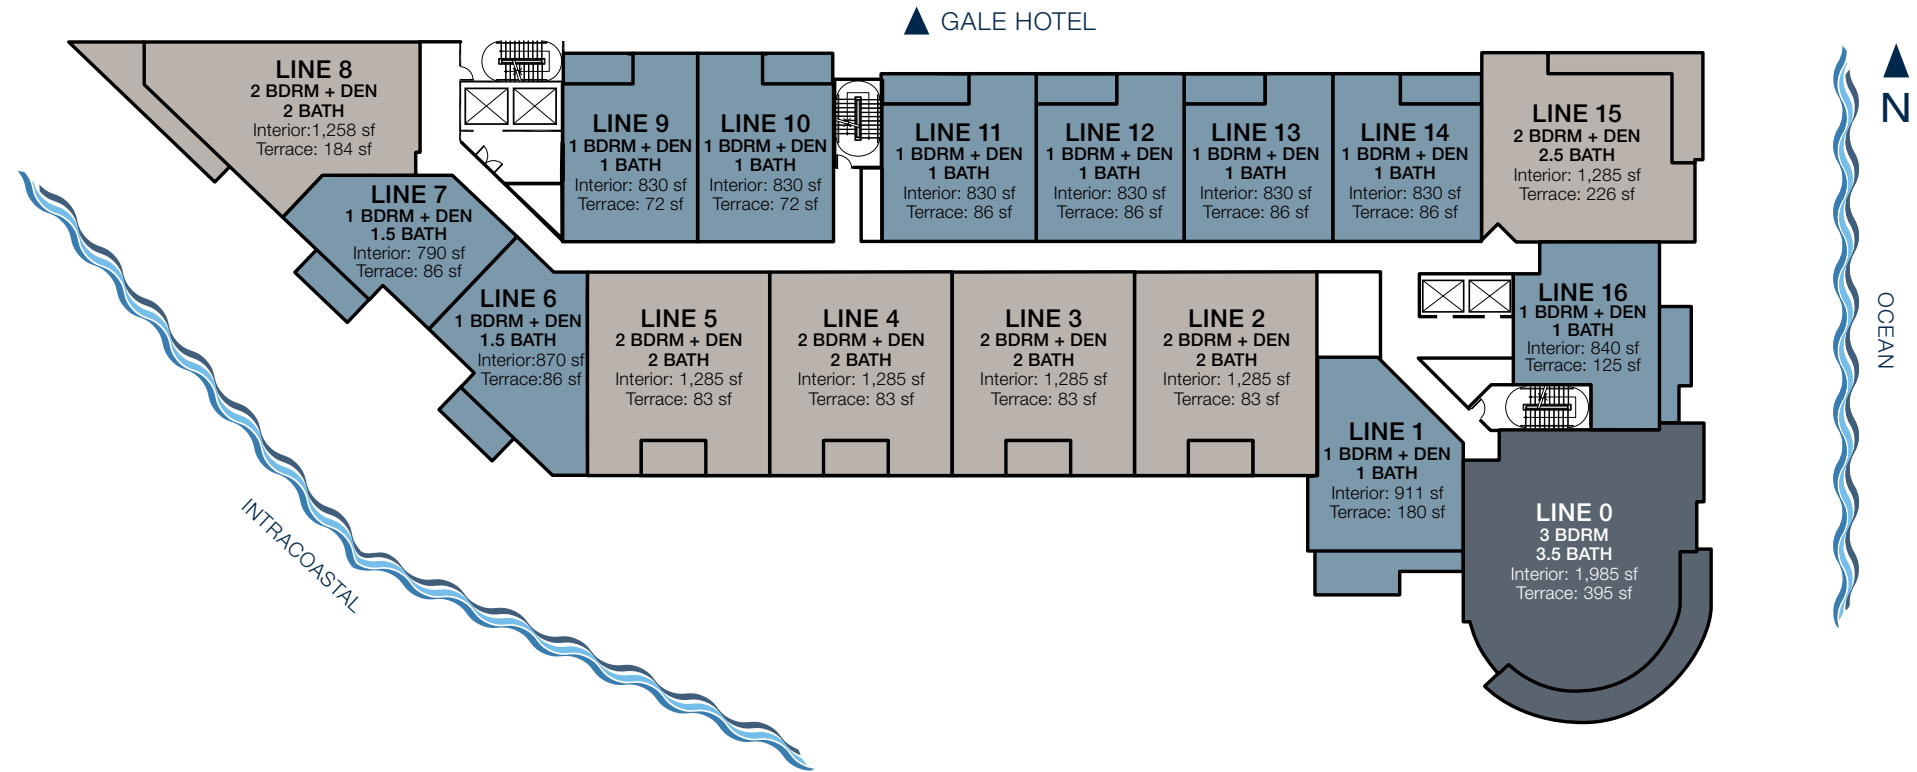 GALE HOTEL
N
OCEAN
INTRACOASTAL
LINE 8
2 BDRM + DEN
2 BATH
Interior:1,258 sf
Terrace: 184 sf
LINE 9
1 BDRM + DEN
1 BATH
Interior: 830 sf
Terrace: 72 sf
LINE 10
1 BDRM + DEN
1 BATH
Interior: 830 sf
Terrace: 72 sf
LINE 11
1 BDRM + DEN
1 BATH
Interior: 830 sf
Terrace: 86 sf
LINE 12
1 BDRM + DEN
1 BATH
Interior: 830 sf
Terrace: 86 sf
LINE 13
1 BDRM + DEN
1 BATH
Interior: 830 sf
Terrace: 86 sf
LINE 14
1 BDRM + DEN
1 BATH
Interior: 830 sf
Terrace: 86 sf
LINE 15
2 BDRM + DEN
2.5 BATH
Interior: 1,285 sf
Terrace: 226 sf
LINE 7
1 BDRM + DEN
1.5 BATH
Interior: 790 sf
Terrace: 86 sf
LINE 6
1 BDRM + DEN
1.5 BATH
Interior:870 sf
Terrace:86 sf
LINE 5
2 BDRM + DEN
2 BATH
Interior: 1,285 sf
Terrace: 83 sf
LINE 4
2 BDRM + DEN
2 BATH
Interior: 1,285 sf
Terrace: 83 sf
LINE 3
2 BDRM + DEN
2 BATH
Interior: 1,285 sf
Terrace: 83 sf
LINE 2
2 BDRM + DEN
2 BATH
Interior: 1,285 sf
Terrace: 83 sf
LINE 16
1 BDRM + DEN
1 BATH
Interior: 840 sf
Terrace: 125 sf
LINE 1
1 BDRM + DEN
1 BATH
Interior: 911 sf
Terrace: 180 sf
LINE 0
3 BDRM
3.5 BATH
Interior: 1,985 sf
Terrace: 395 sf